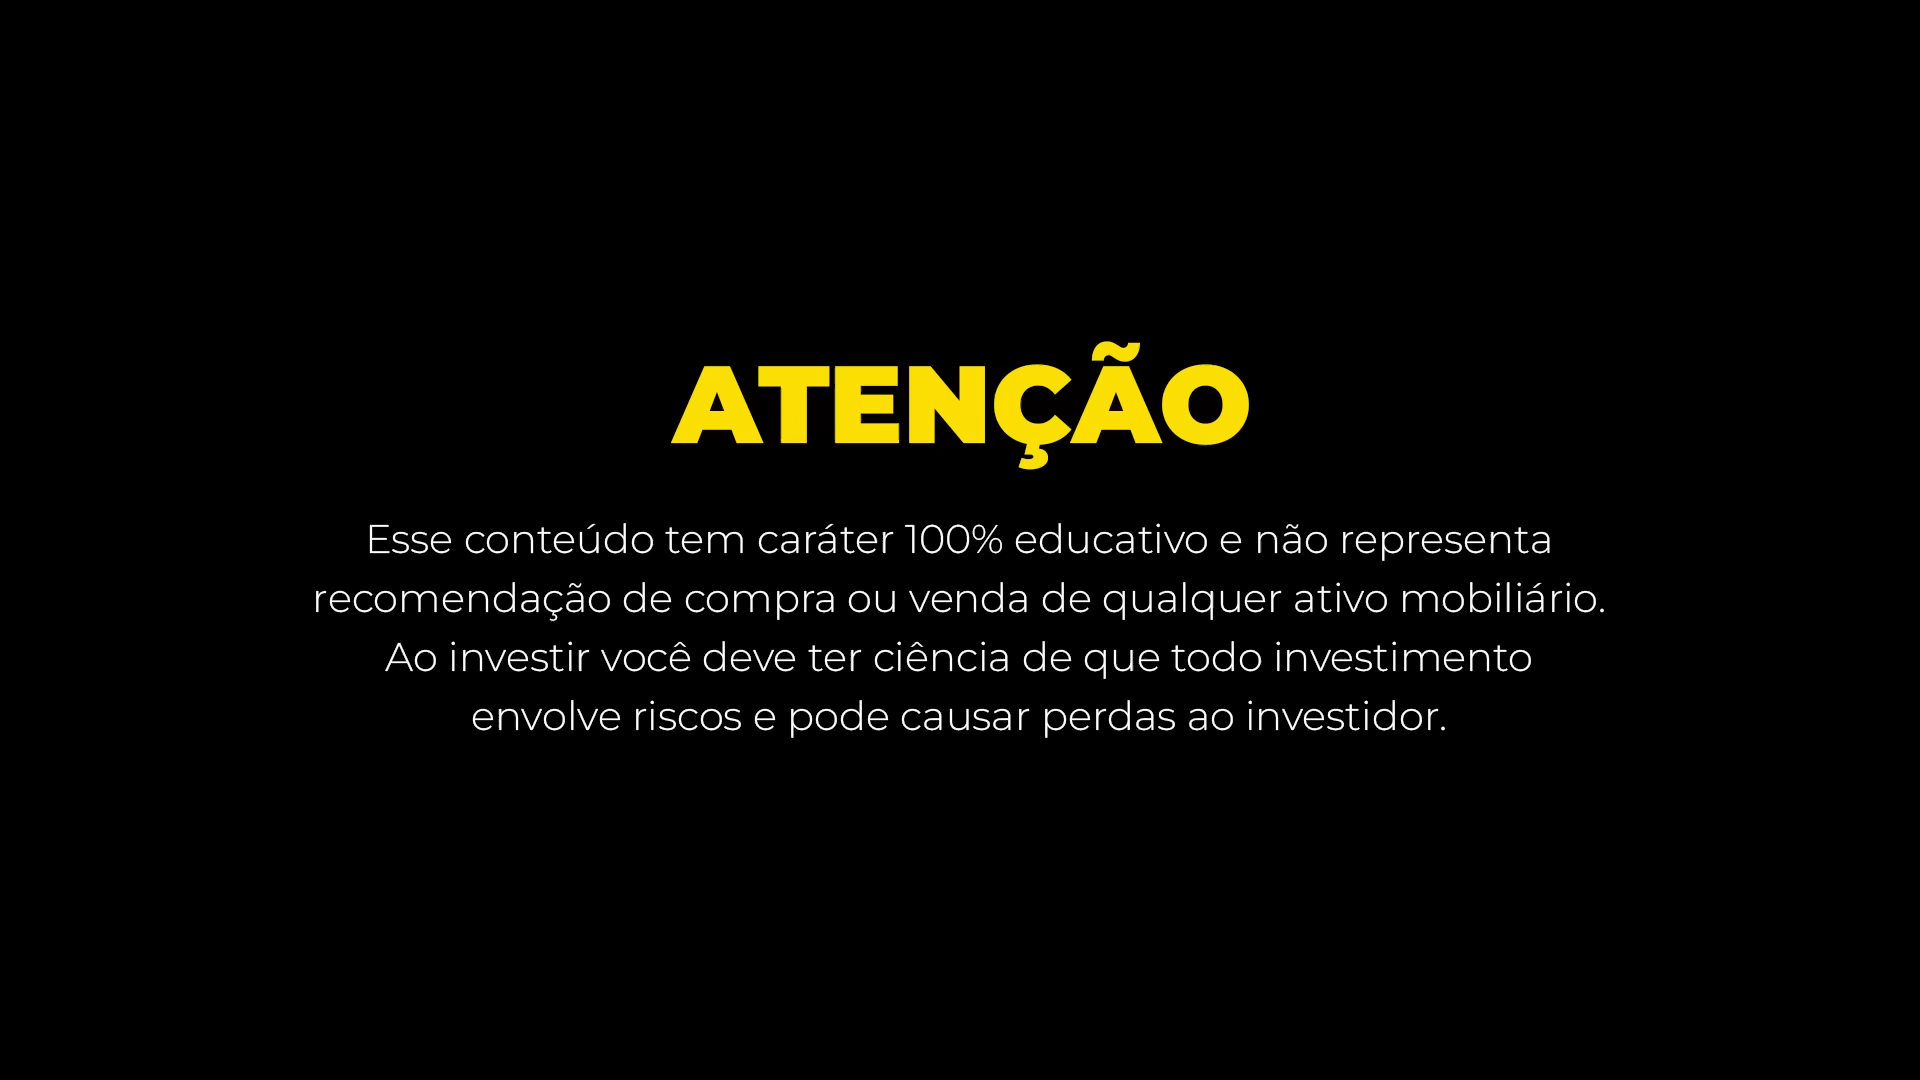 ATENÇÃO
Esse conteúdo tem caráter 100% educativo e não representa
recomendação de compra ou venda de qualquer ativo mobiliário.
Ao investir você deve ter ciência de que todo investimento
envolve riscos e pode causar perdas ao investidor.